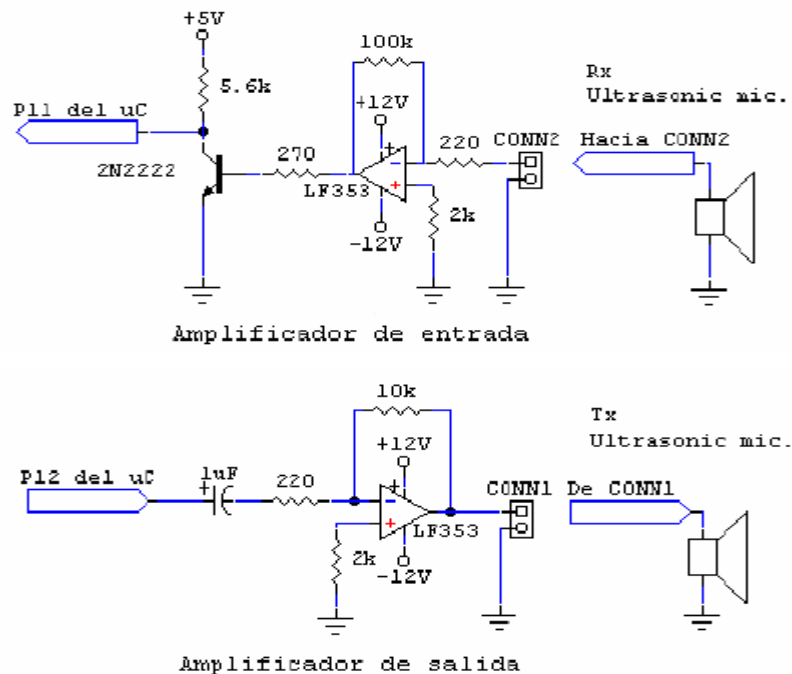 +5V
5.6k
P11 del uC
2N2222
270
100k
+12V
+
-
+
LF353
-12V
220
2k
CONN2
Rx
Ultrasonic mic.
Hacia CONN2
Amplificador de entrada
P12 del uC
+
1uF
220
10k
+12V
+
-
+
LF353
-12V
2k
CONN1
De CONN1
Tx
Ultrasonic mic.
Amplificador de salida